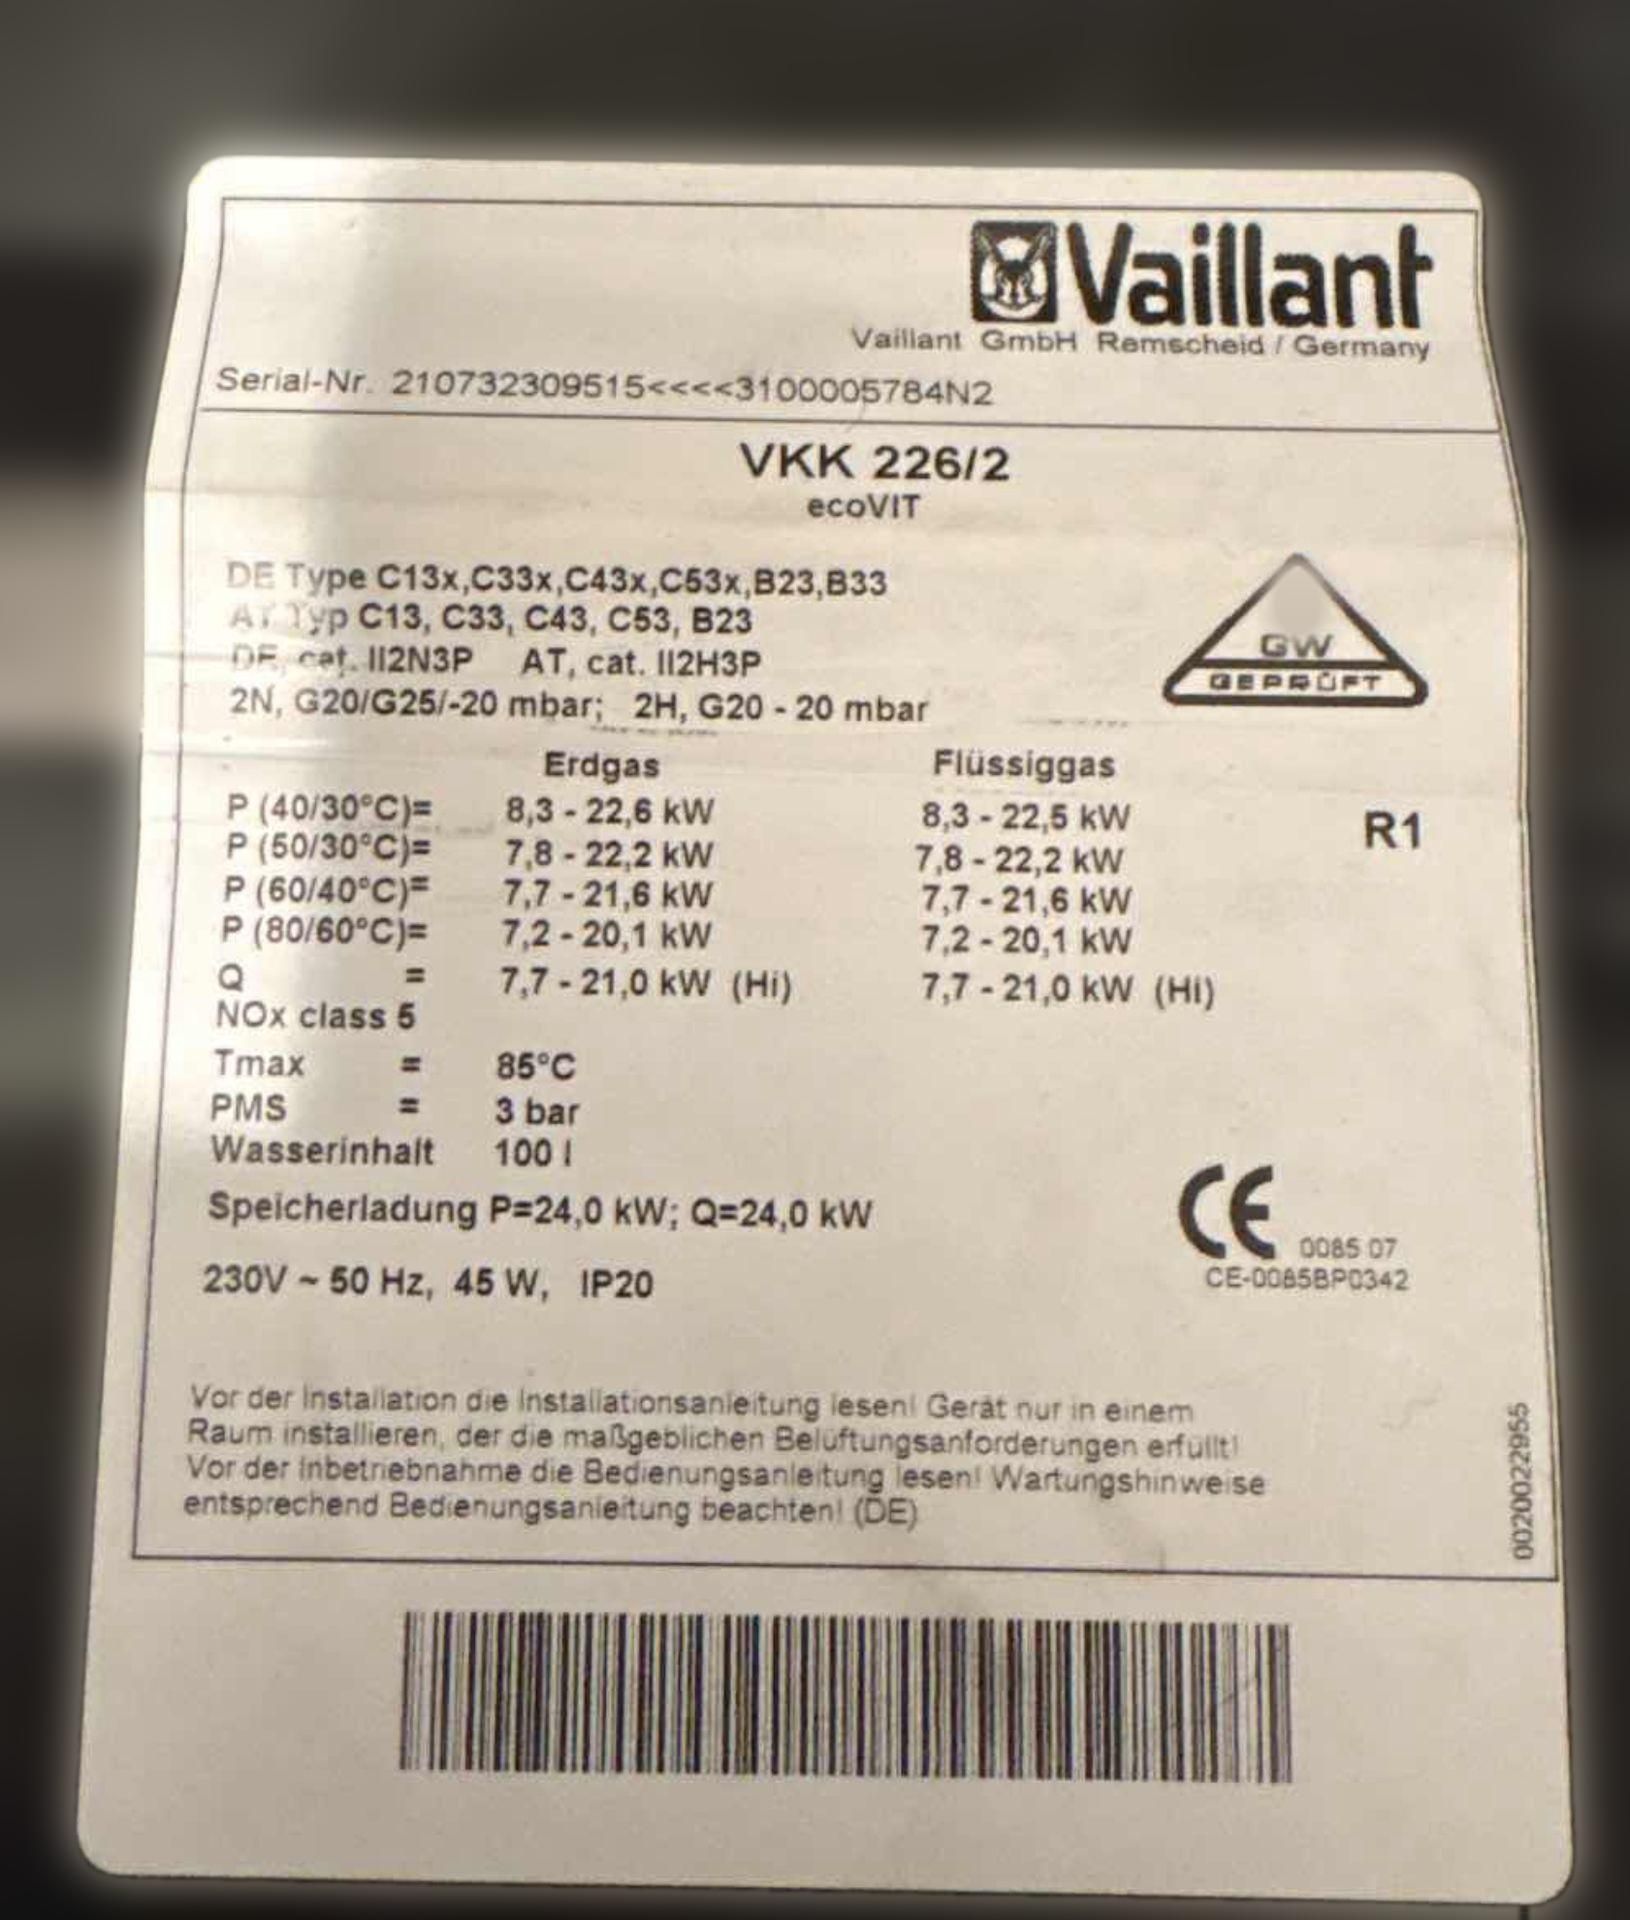 Vaillant
Vaillant GmbH Remscheid / Germany
Serial-Nr. 210732309515<<<<3100005784N2
VKK 226/2
ecoVIT
DE Type C13x,C33x,C43x,C53x,B23,B33
AT Typ C13, C33, C43, C53, B23
DE, cat. II2N3P AT, cat. II2H3P
2N, G20/G25/-20 mbar; 2H, G20 - 20 mbar
GW
GEPRÜFT
Erdgas Flüssiggas
P (40/30°C)= 8,3 - 22,6 kW 8,3 - 22,5 kW R1
P (50/30°C)= 7,8 - 22,2 kW 7,8 - 22,2 kW
P (60/40°C)= 7,7 - 21,6 kW 7,7 - 21,6 kW
P (80/60°C)= 7,2 - 20,1 kW 7,2 - 20,1 kW
Q = 7,7 - 21,0 kW (Hi) 7,7 - 21,0 kW (Hi)
NOx class 5
Tmax = 85°C
PMS = 3 bar
Wasserinhalt 100 l
Speicherladung P=24,0 kW; Q=24,0 kW
CE 0085 07
CE-0085BP0342
230V ~ 50 Hz, 45 W, IP20
Vor der Installation die Installationsanleitung lesen! Gerät nur in einem
Raum installieren, der die maßgeblichen Belüftungsanforderungen erfüllt!
Vor der Inbetriebnahme die Bedienungsanleitung lesen! Wartungshinweise
entsprechend Bedienungsanleitung beachten! (DE)
0020022955